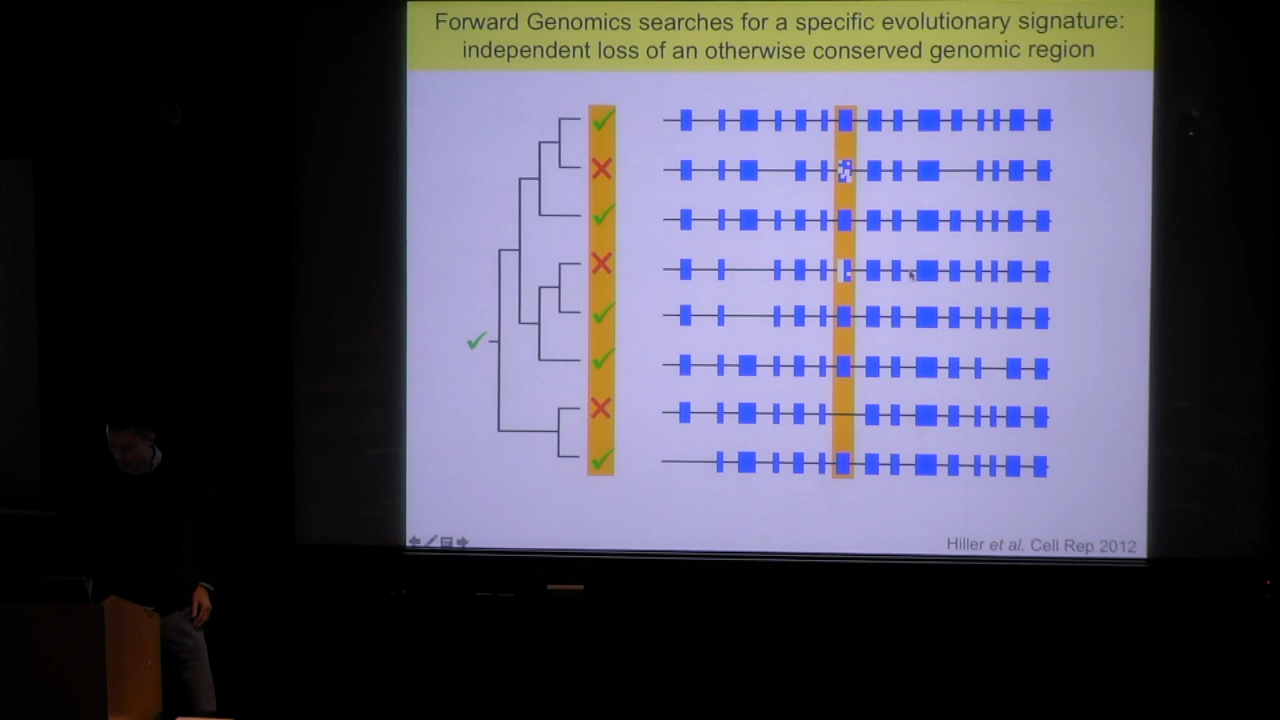 Forward Genomics searches for a specific evolutionary signature:
independent loss of an otherwise conserved genomic region
Hiller et al. Cell Rep 2012